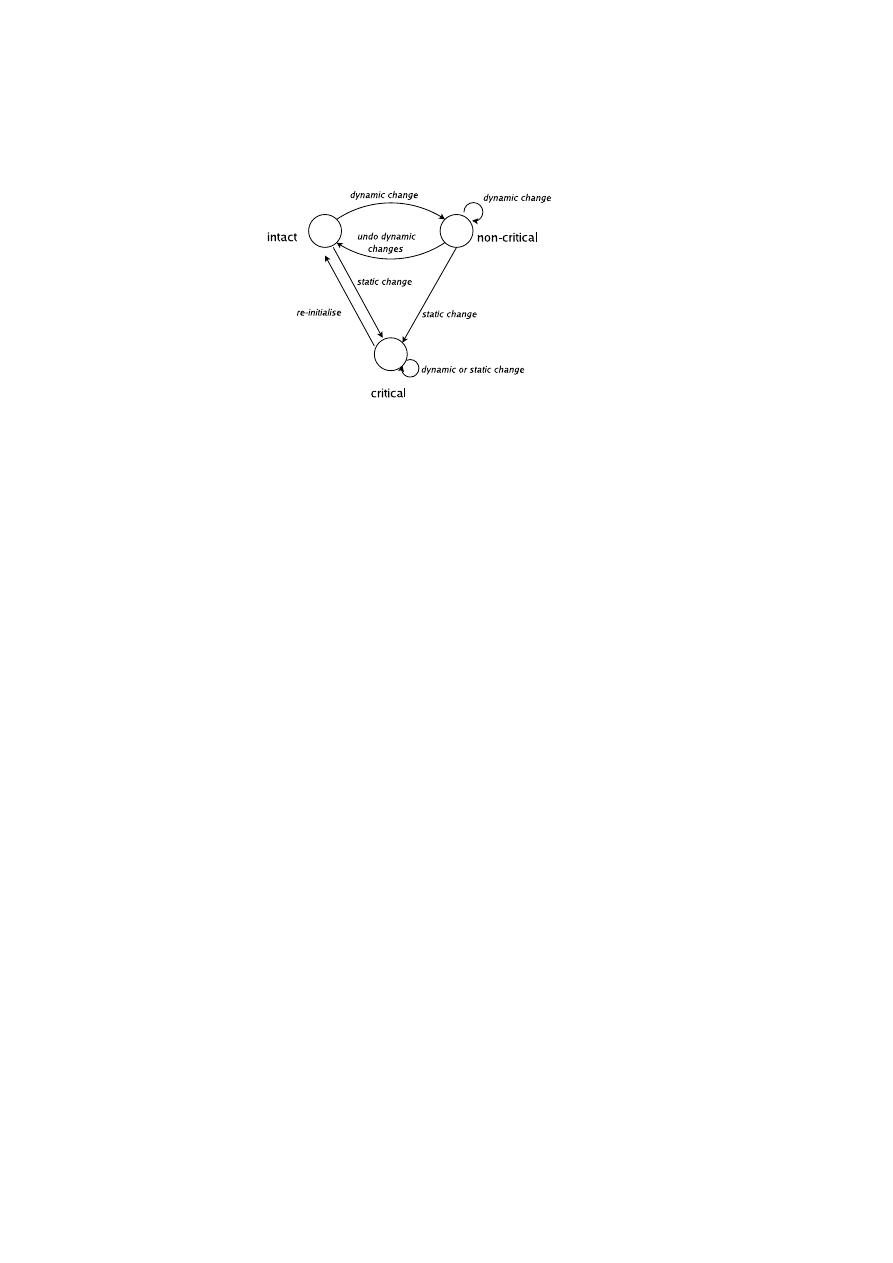 dynamic change
dynamic change
intact
undo dynamic
changes
non-critical
static change
re-initialise
static change
dynamic or static change
critical